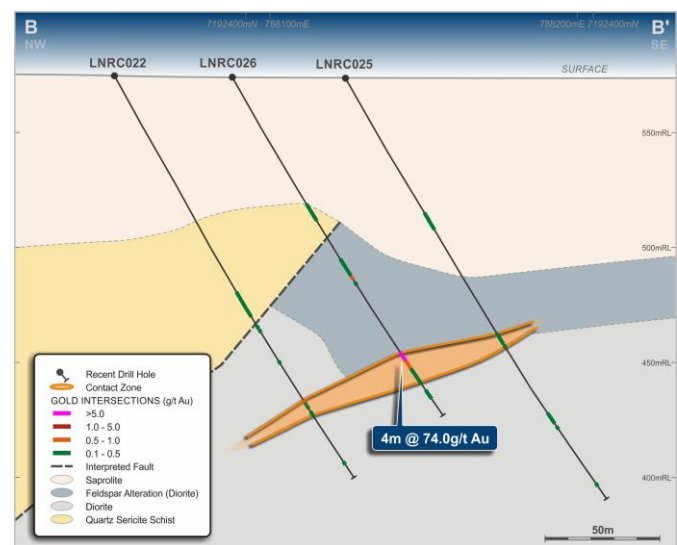 B
NW
7192400mN 788100mE
788200mE 7192400mN
B'
SE
LNRC022
LNRC026
LNRC025
SURFACE
550mRL
500mRL
450mRL
400mRL
4m @ 74.0g/t Au
Recent Drill Hole
Contact Zone
GOLD INTERSECTIONS (g/t Au)
>5.0
1.0 - 5.0
0.5 - 1.0
0.1 - 0.5
Interpreted Fault
Saprolite
Feldspar Alteration (Diorite)
Diorite
Quartz Sericite Schist
50m